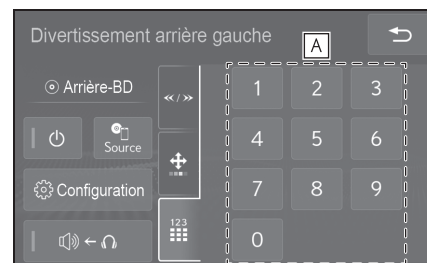 Divertissement arrière gauche
A
Arrière-BD
Source
Configuration
123
1 2 3
4 5 6
7 8 9
0